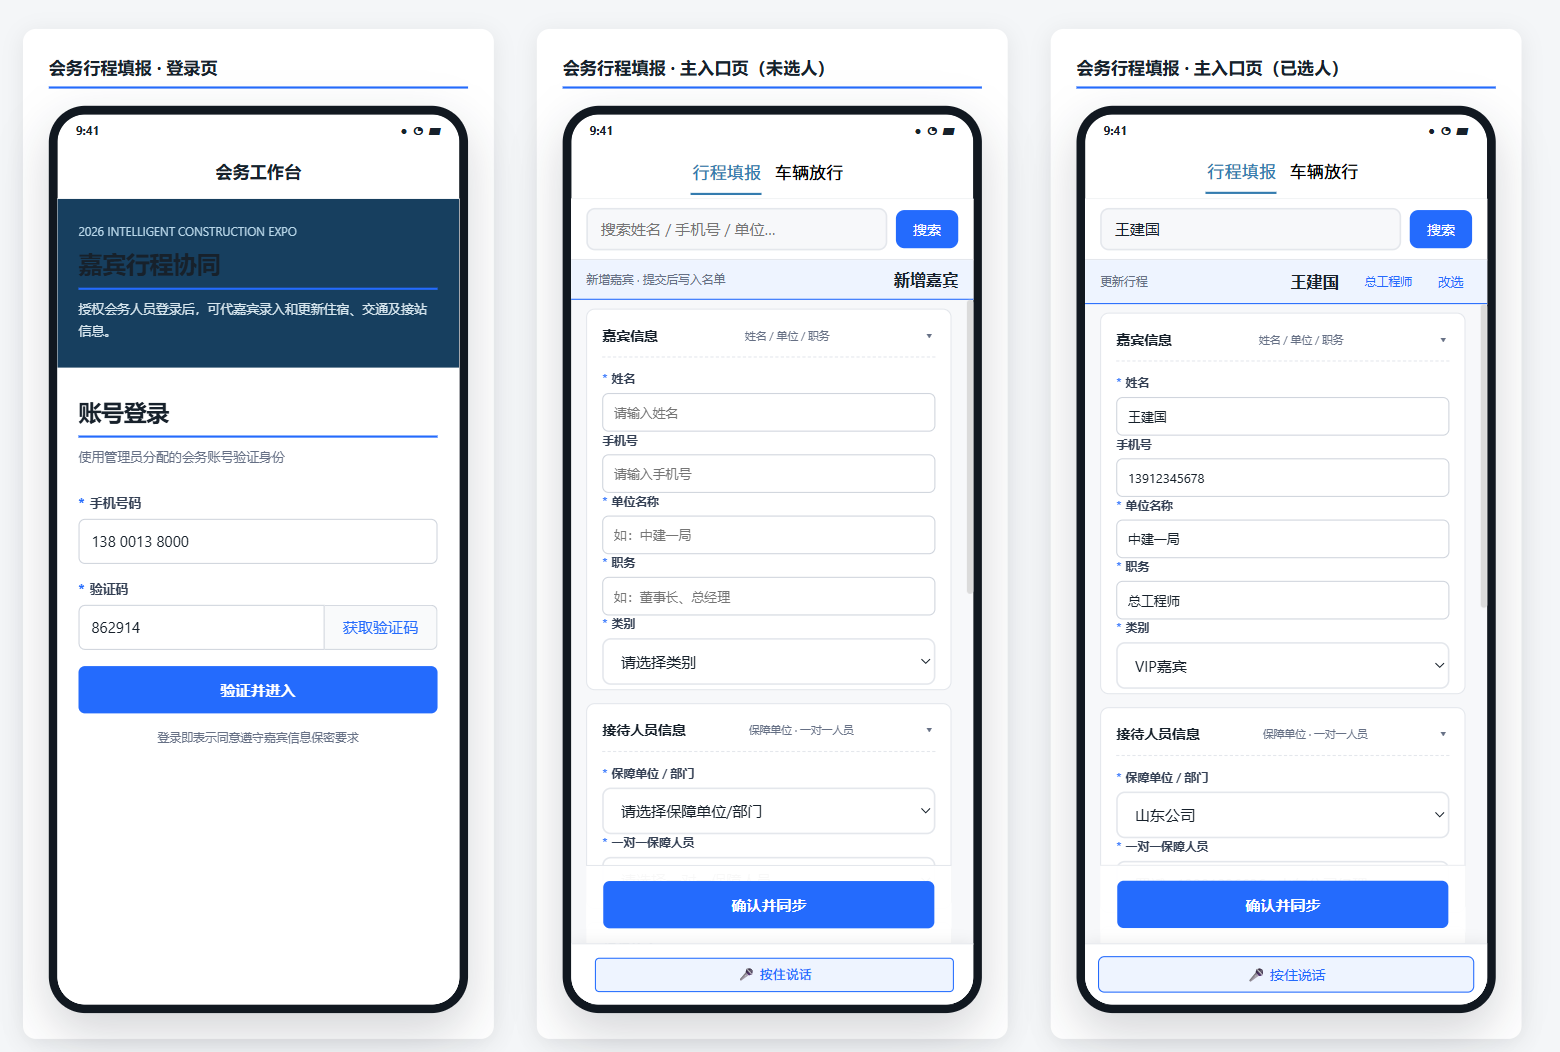 会务行程填报 · 登录页
9:41
会务工作台
2026 INTELLIGENT CONSTRUCTION EXPO
嘉宾行程协同
授权会务人员登录后，可代嘉宾录入和更新住宿、交通及接站
信息。
账号登录
使用管理员分配的会务账号验证身份
* 手机号码
138 0013 8000
* 验证码
862914 获取验证码
验证并进入
登录即表示同意遵守嘉宾信息保密要求
会务行程填报 · 主入口页（未选人）
9:41
行程填报 车辆放行
搜索姓名 / 手机号 / 单位... 搜索
新增嘉宾 · 提交后写入名单 新增嘉宾
嘉宾信息 姓名 / 单位 / 职务
* 姓名
请输入姓名
手机号
请输入手机号
* 单位名称
如：中建一局
* 职务
如：董事长、总经理
* 类别
请选择类别
接待人员信息 保障单位 · 一对一人员
* 保障单位 / 部门
请选择保障单位/部门
* 一对一保障人员
确认并同步
按住说话
会务行程填报 · 主入口页（已选人）
9:41
行程填报 车辆放行
王建国 搜索
更新行程 王建国 总工程师 改选
嘉宾信息 姓名 / 单位 / 职务
* 姓名
王建国
手机号
13912345678
* 单位名称
中建一局
* 职务
总工程师
* 类别
VIP嘉宾
接待人员信息 保障单位 · 一对一人员
* 保障单位 / 部门
山东公司
* 一对一保障人员
确认并同步
按住说话